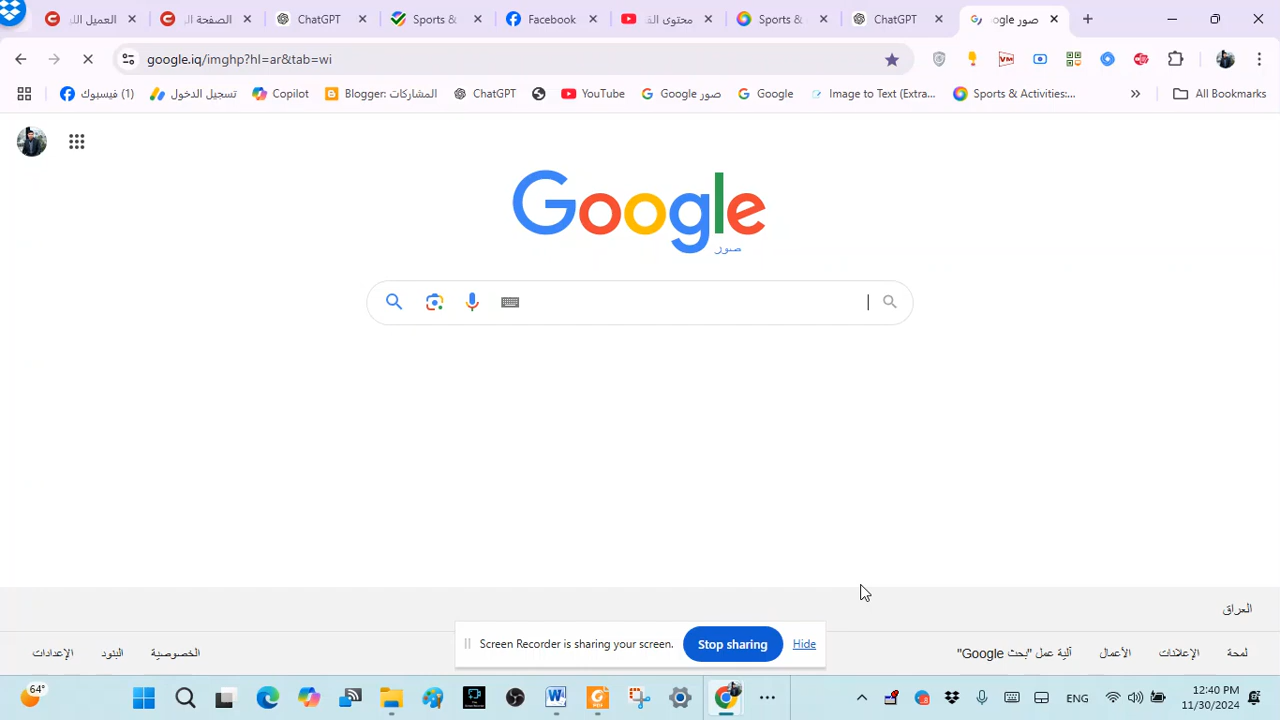 العميل الل
الصفحة ال
ChatGPT
Sports &
Facebook
محتوى الق
Sports &
ChatGPT
صور ogle
google.iq/imghp?hl=ar&tab=wi
(1) فيسبوك
تسجيل الدخول
Copilot
Blogger: المشاركات
ChatGPT
YouTube
صور Google
Google
Image to Text (Extra...
Sports & Activities:...
All Bookmarks
Google
صور
العراق
Screen Recorder is sharing your screen.
Stop sharing
Hide
لمحة
الإعلانات
الأعمال
آلية عمل "بحث Google"
الخصوصية
البنود
الإعدادات
64°
ENG
12:40 PM
11/30/2024